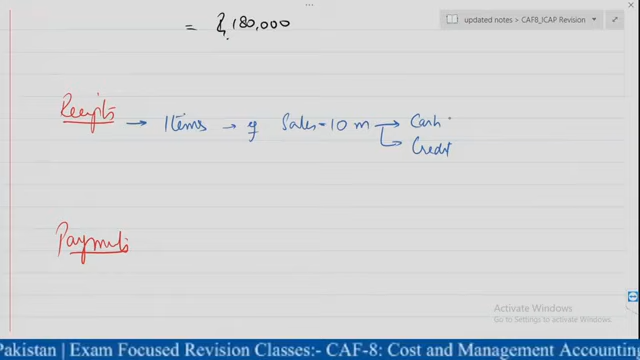 = 2,180,000
updated notes > CAF8_ICAP Revision
Receipts → Items → g Sales = 10 m → Cash
→ Credit
Payments
Activate Windows
Go to Settings to activate Windows.
Pakistan | Exam Focused Revision Classes:- CAF-8: Cost and Management Accounting